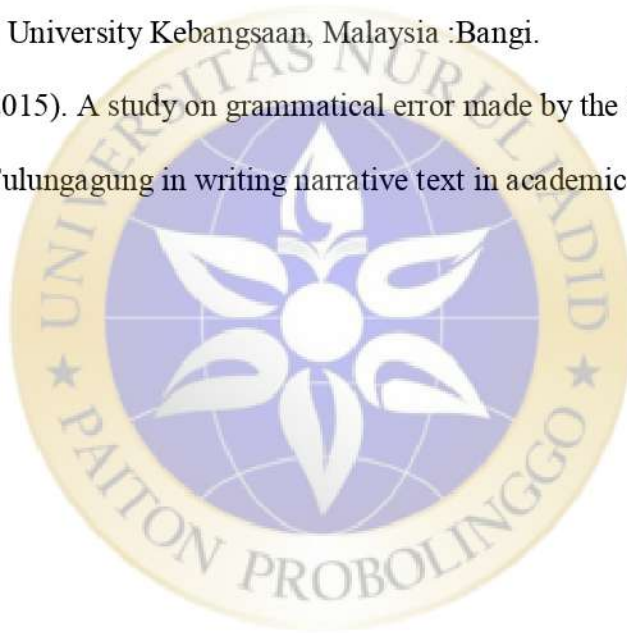 University Kebangsaan, Malaysia :Bangi.
015). A study on grammatical error made by the
ulungagung in writing narrative text in academic
UNIVERSITAS NURUL JADID
PAITON PROBOLINGGO